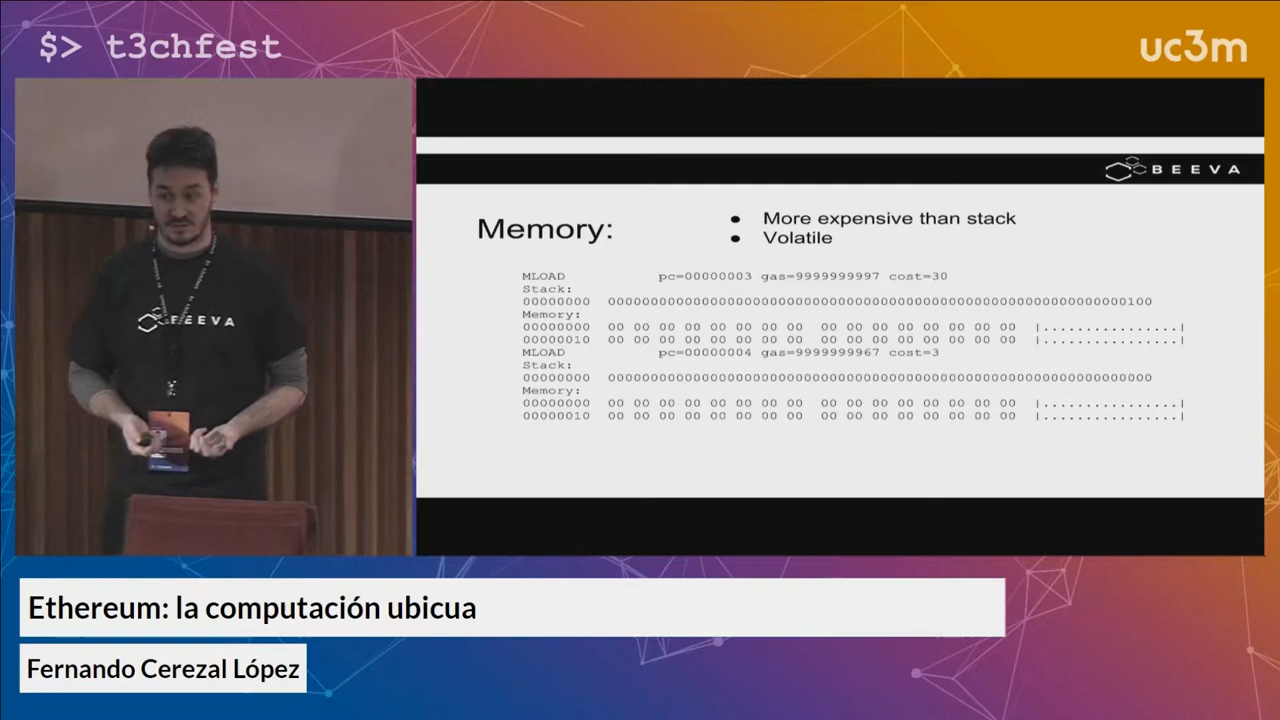 $> t3chfest
uc3m
BEEVA
BEEVA
Memory:
● More expensive than stack
● Volatile
MLOAD pc=00000003 gas=9999999997 cost=30
Stack:
00000000 0000000000000000000000000000000000000000000000000000000000000100
Memory:
00000000 00 00 00 00 00 00 00 00 00 00 00 00 00 00 00 00 |................|
00000010 00 00 00 00 00 00 00 00 00 00 00 00 00 00 00 00 |................|
MLOAD pc=00000004 gas=9999999967 cost=3
Stack:
00000000 0000000000000000000000000000000000000000000000000000000000000000
Memory:
00000000 00 00 00 00 00 00 00 00 00 00 00 00 00 00 00 00 |................|
00000010 00 00 00 00 00 00 00 00 00 00 00 00 00 00 00 00 |................|
Ethereum: la computación ubicua
Fernando Cerezal López